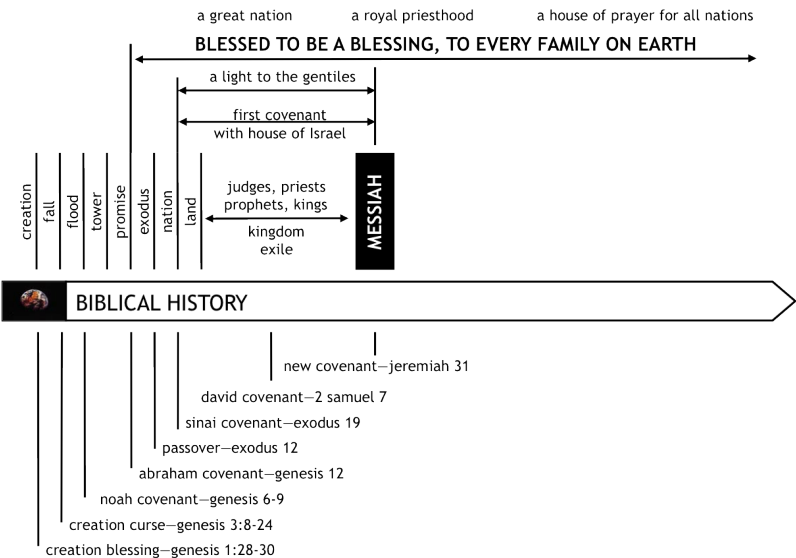 a great nation
a royal priesthood
a house of prayer for all nations
BLESSED TO BE A BLESSING, TO EVERY FAMILY ON EARTH
a light to the gentiles
first covenant
with house of Israel
creation
fall
flood
tower
promise
exodus
nation
land
judges, priests
prophets, kings
kingdom
exile
MESSIAH
BIBLICAL HISTORY
new covenant—jeremiah 31
david covenant—2 samuel 7
sinai covenant—exodus 19
passover—exodus 12
abraham covenant—genesis 12
noah covenant—genesis 6-9
creation curse—genesis 3:8-24
creation blessing—genesis 1:28-30